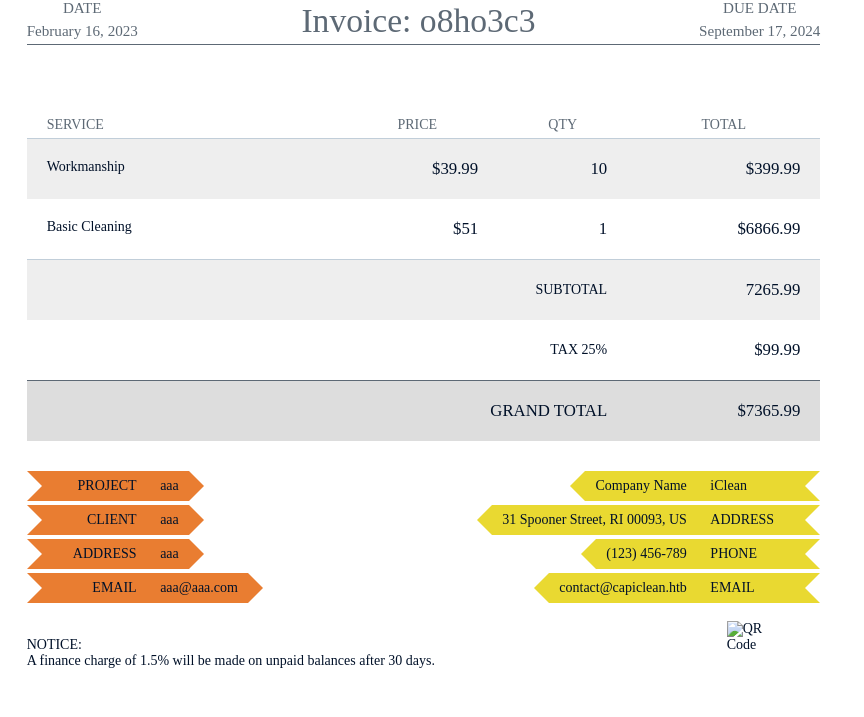 DATE
February 16, 2023
Invoice: o8ho3c3
DUE DATE
September 17, 2024
SERVICE PRICE QTY TOTAL
Workmanship $39.99 10 $399.99
Basic Cleaning $51 1 $6866.99
SUBTOTAL 7265.99
TAX 25% $99.99
GRAND TOTAL $7365.99
PROJECT aaa
CLIENT aaa
ADDRESS aaa
EMAIL aaa@aaa.com
Company Name iClean
31 Spooner Street, RI 00093, US ADDRESS
(123) 456-789 PHONE
contact@capiclean.htb EMAIL
QR
Code
NOTICE:
A finance charge of 1.5% will be made on unpaid balances after 30 days.